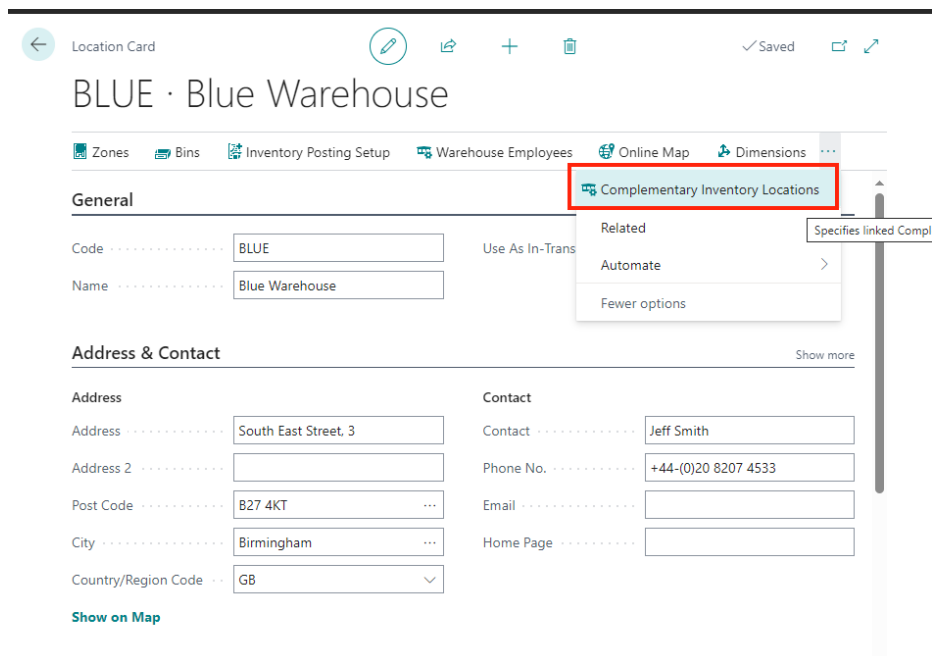 Location Card
Saved
BLUE · Blue Warehouse
Zones Bins Inventory Posting Setup Warehouse Employees Online Map Dimensions ...
Complementary Inventory Locations
General
Related
Specifies linked Compl
Code BLUE Use As In-Trans
Automate
Name Blue Warehouse
Fewer options
Address & Contact
Show more
Address Contact
Address South East Street, 3 Contact Jeff Smith
Address 2 Phone No. +44-(0)20 8207 4533
Post Code B27 4KT ... Email
City Birmingham ... Home Page
Country/Region Code GB
Show on Map